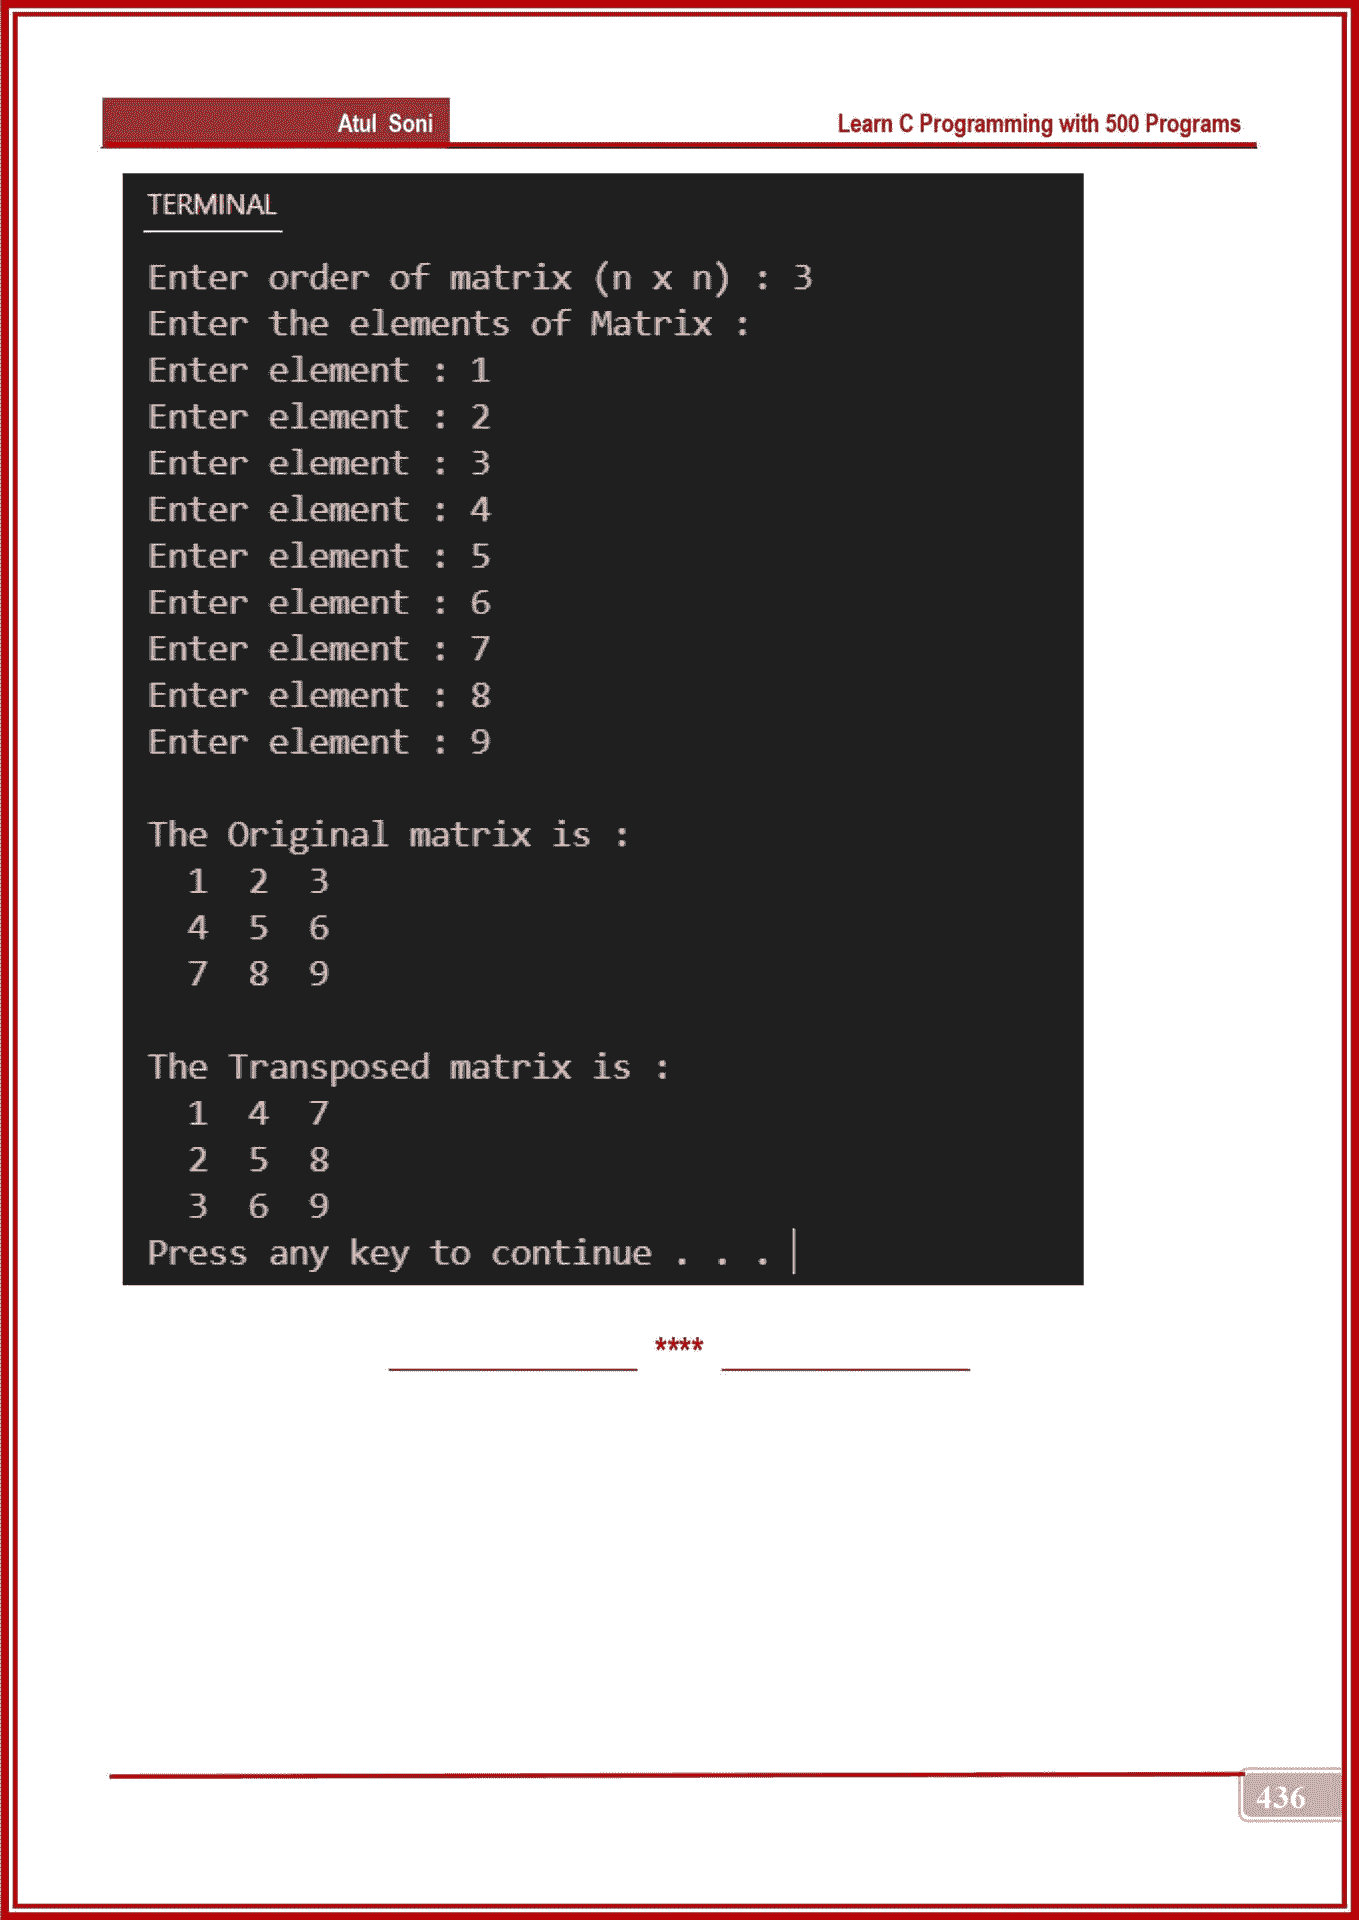 Atul Soni
Learn C Programming with 500 Programs
TERMINAL
Enter order of matrix (n x n) : 3
Enter the elements of Matrix :
Enter element : 1
Enter element : 2
Enter element : 3
Enter element : 4
Enter element : 5
Enter element : 6
Enter element : 7
Enter element : 8
Enter element : 9
The Original matrix is :
1 2 3
4 5 6
7 8 9
The Transposed matrix is :
1 4 7
2 5 8
3 6 9
Press any key to continue . . .
****
436